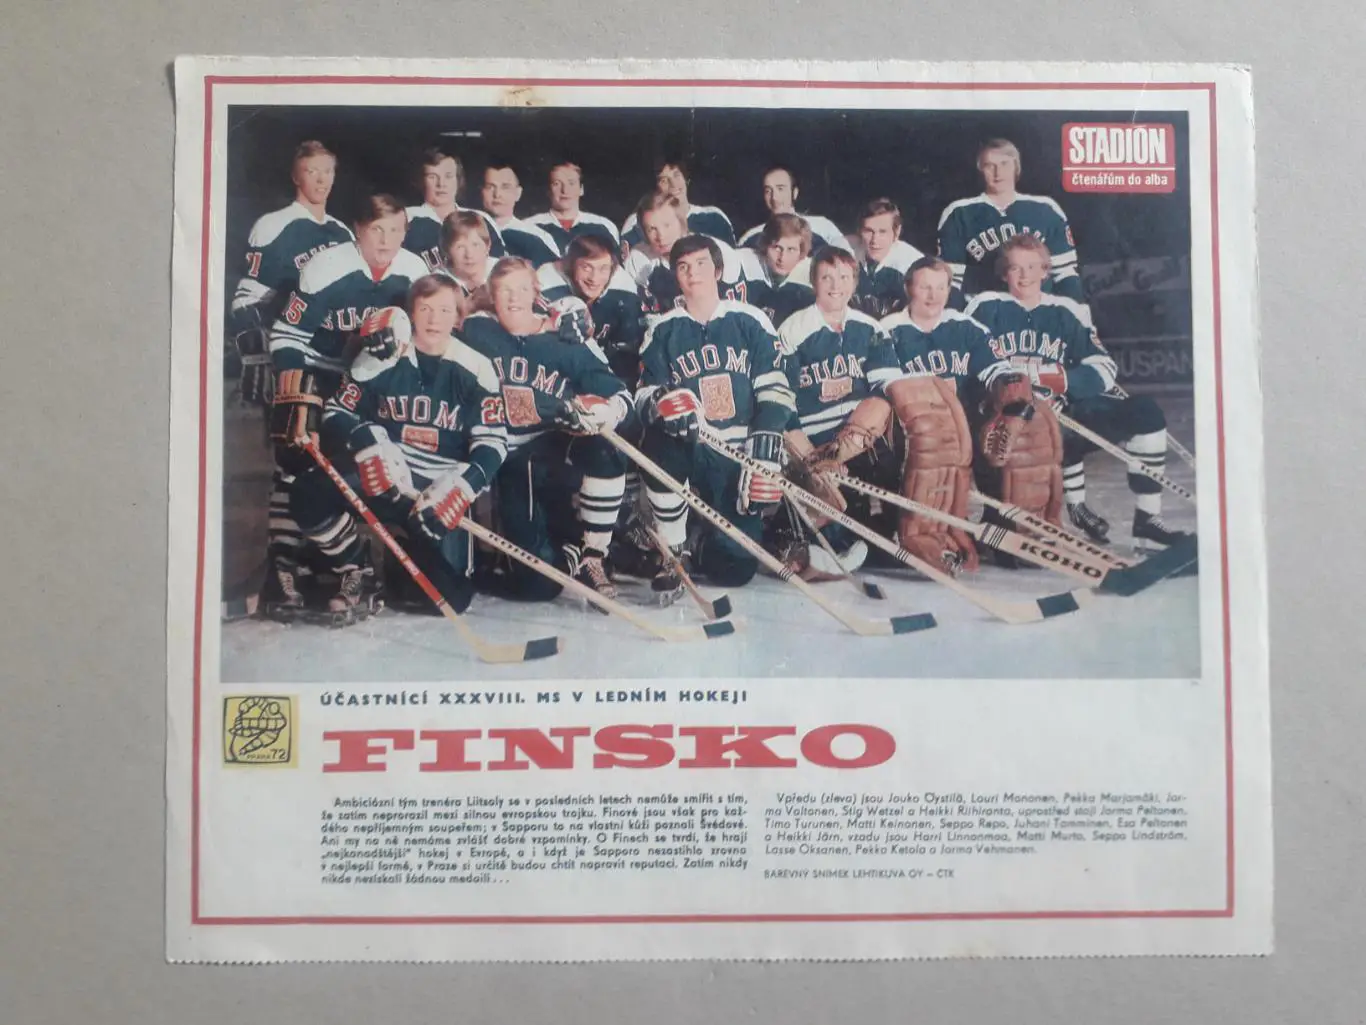 STADIÓN
čtenářům do alba
SUOMI
SUOMI
SUOMI
SUOMI
SUOMI
SUOMI
MONTREAL
KOHO
KOHO
KOHO
MONTREAL
KOHO
PRAHA 72
ÚČASTNÍCÍ XXXVIII. MS V LEDNÍM HOKEJI
FINSKO
Ambiciózní tým trenéra Liitsoly se v posledních letech nemůže smířit s tím,
že zatím neprorazil mezi silnou evropskou trojku. Finové jsou však pro kaž-
dého nepříjemným soupeřem; v Sapporu to na vlastní kůži poznali Švédové.
Ani my na ně nemáme zvlášť dobré vzpomínky. O Finech se tvrdí, že hrají
„nejkanadštější" hokej v Evropě, a i když je Sapporo nezastihlo zrovna
v nejlepší formě, v Praze si určitě budou chtít napravit reputaci. Zatím nikdy
nikde nezískali žádnou medaili...
Vpředu (zleva) jsou Jouko Öystilä, Lauri Mononen, Pekka Marjamäki, Jor-
ma Valtonen, Stig Wetzel a Heikki Riihiranta, uprostřed stojí Jorma Peltonen,
Timo Turunen, Matti Keinonen, Seppo Repo, Juhani Tamminen, Esa Peltonen
a Heikki Järn, vzadu jsou Harri Linnonmaa, Matti Murto, Seppo Lindström,
Lasse Oksanen, Pekka Ketola a Jorma Vehmanen.
BAREVNÝ SNÍMEK LEHTIKUVA OY – ČTK